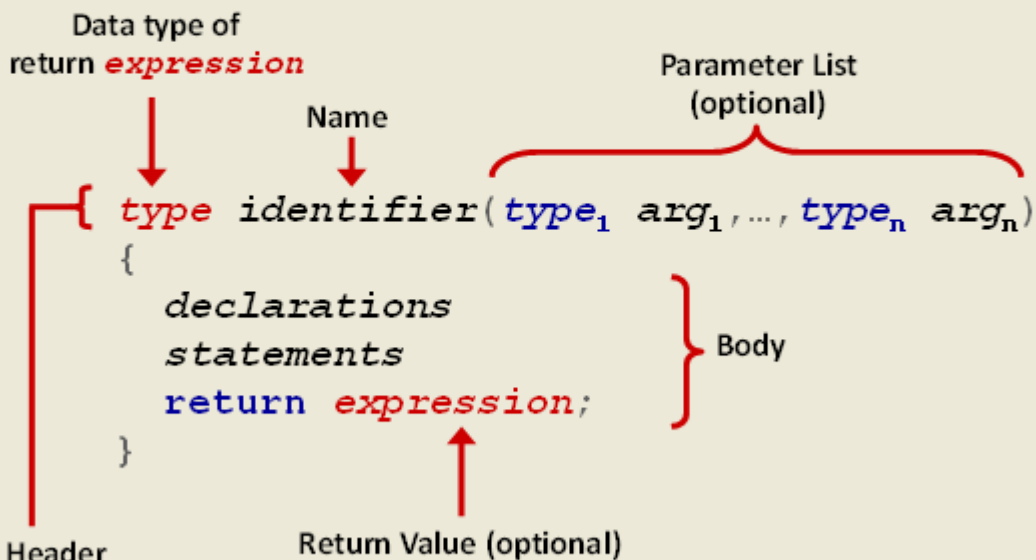 Data type of
return expression
Parameter List
(optional)
Name
type identifier(type1 arg1,…,typen argn)
{
declarations
statements
return expression;
}
Body
Header
Return Value (optional)